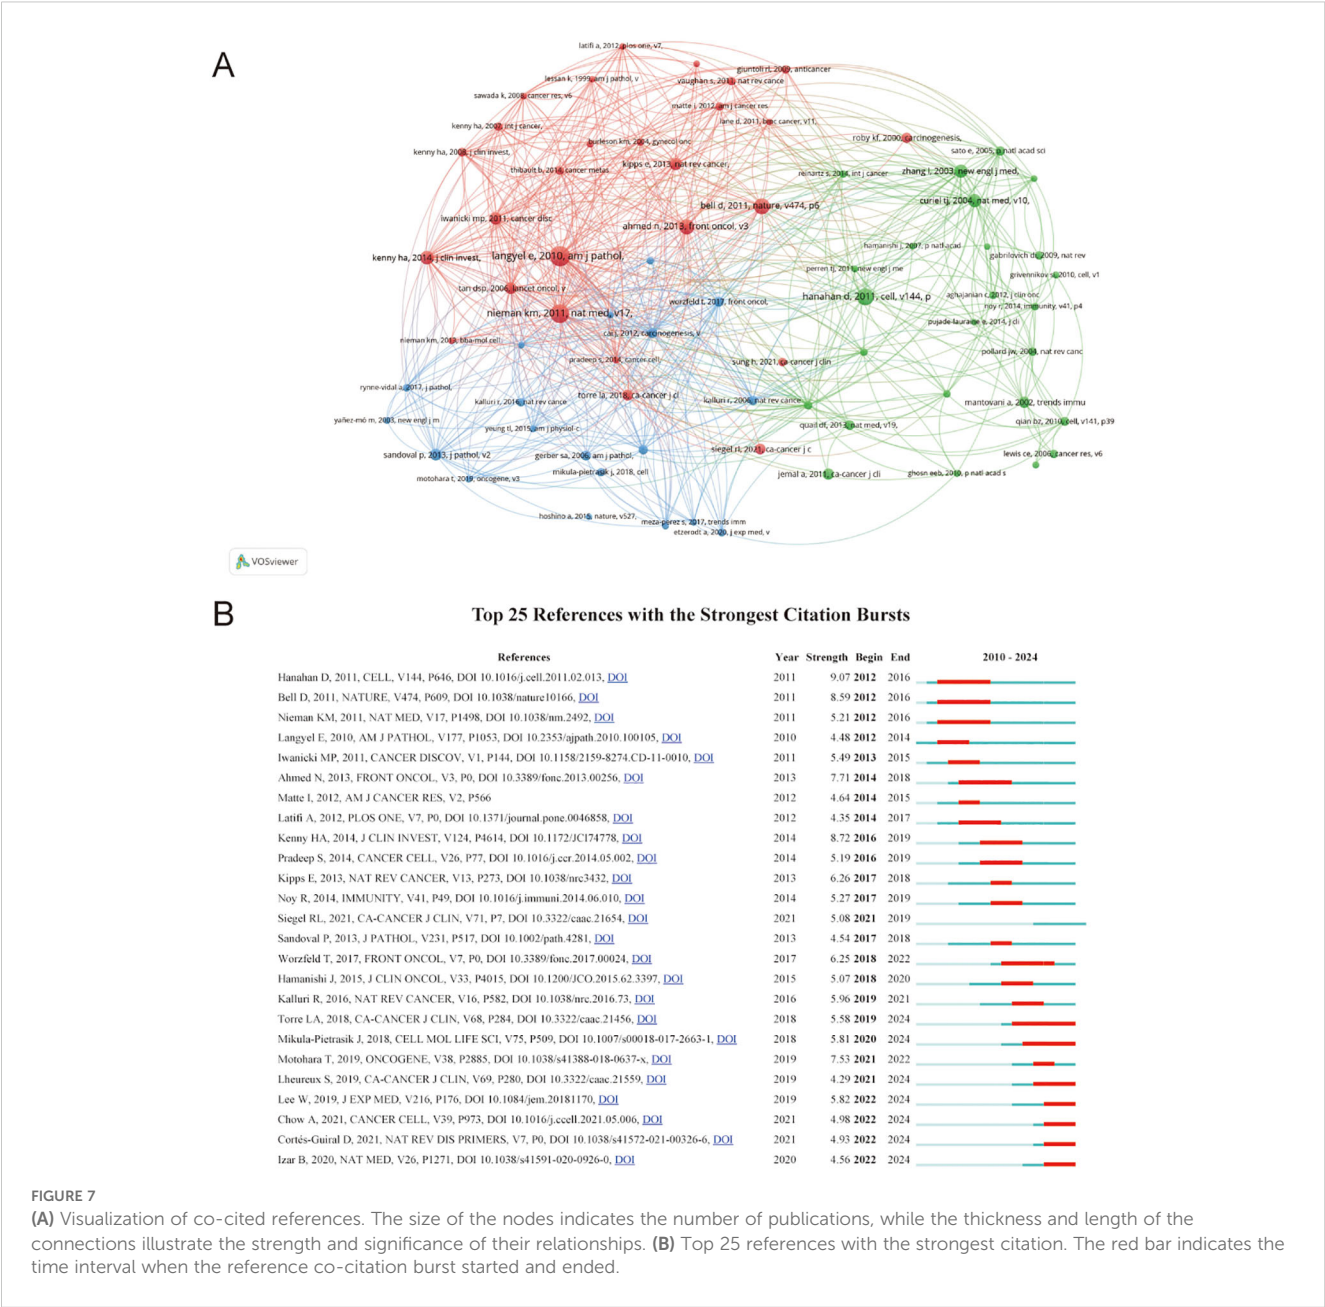 A
latifi a, 2012, plos one, v7,
giuntoli rl, 2009, anticancer
lessan k, 1999, am j pathol, v
vaughan s, 2011, nat rev cance
sawada k, 2008, cancer res, v6
matte i, 2012, am j cancer res
kenny ha, 2007, int j cancer,
lane d, 2011, bmc cancer, v11,
burleson km, 2004, gynecol onc
roby kf, 2000, carcinogenesis,
kenny ha, 2008, j clin invest,
sato e, 2005, p natl acad sci
thibault b, 2014, cancer metas
kipps e, 2013, nat rev cancer,
reinartz s, 2014, int j cancer
zhang l, 2003, new engl j med,
bell d, 2011, nature, v474, p6
curiel tj, 2004, nat med, v10,
iwanicki mp, 2011, cancer disc
ahmed n, 2013, front oncol, v3
hamanishi j, 2007, p natl acad
kenny ha, 2014, j clin invest,
langyel e, 2010, am j pathol,
gabrilovich di, 2009, nat rev
perren tj, 2011, new engl j me
grivennikov si, 2010, cell, v1
tan dsp, 2006, lancet oncol, v
hanahan d, 2011, cell, v144, p
aghajanian c, 2012, j clin onc
worzfeld t, 2017, front oncol,
noy r, 2014, immunity, v41, p4
nieman km, 2011, nat med, v17,
pujade-lauraine e, 2014, j cli
cai j, 2012, carcinogenesis, v
nieman km, 2013, bba-mol cell
pollard jw, 2004, nat rev canc
pradeep s, 2014, cancer cell,
sung h, 2021, ca-cancer j clin
rynne-vidal a, 2017, j pathol,
torre la, 2018, ca-cancer j cl
kalluri r, 2016, nat rev cance
kalluri r, 2006, nat rev cance
mantovani a, 2002, trends immu
yañez-mó m, 2003, new engl j m
yeung tl, 2015, am j physiol-c
quail df, 2013, nat med, v19,
qian bz, 2010, cell, v141, p39
sandoval p, 2013, j pathol, v2
gerber sa, 2006, am j pathol,
siegel rl, 2021, ca-cancer j c
lewis ce, 2006, cancer res, v6
mikula-pietrasik j, 2018, cell
jemal a, 2011, ca-cancer j cli
ghosn eeb, 2010, p natl acad s
motohara t, 2019, oncogene, v3
hoshino a, 2015, nature, v527,
meza-perez s, 2017, trends imm
etzerodt a, 2020, j exp med, v
VOSviewer
B
Top 25 References with the Strongest Citation Bursts
References Year Strength Begin End 2010 - 2024
Hanahan D, 2011, CELL, V144, P646, DOI 10.1016/j.cell.2011.02.013, DOI 2011 9.07 2012 2016
Bell D, 2011, NATURE, V474, P609, DOI 10.1038/nature10166, DOI 2011 8.59 2012 2016
Nieman KM, 2011, NAT MED, V17, P1498, DOI 10.1038/nm.2492, DOI 2011 5.21 2012 2016
Langyel E, 2010, AM J PATHOL, V177, P1053, DOI 10.2353/ajpath.2010.100105, DOI 2010 4.48 2012 2014
Iwanicki MP, 2011, CANCER DISCOV, V1, P144, DOI 10.1158/2159-8274.CD-11-0010, DOI 2011 5.49 2013 2015
Ahmed N, 2013, FRONT ONCOL, V3, P0, DOI 10.3389/fonc.2013.00256, DOI 2013 7.71 2014 2018
Matte I, 2012, AM J CANCER RES, V2, P566 2012 4.64 2014 2015
Latifi A, 2012, PLOS ONE, V7, P0, DOI 10.1371/journal.pone.0046858, DOI 2012 4.35 2014 2017
Kenny HA, 2014, J CLIN INVEST, V124, P4614, DOI 10.1172/JCI74778, DOI 2014 8.72 2016 2019
Pradeep S, 2014, CANCER CELL, V26, P77, DOI 10.1016/j.ccr.2014.05.002, DOI 2014 5.19 2016 2019
Kipps E, 2013, NAT REV CANCER, V13, P273, DOI 10.1038/nrc3432, DOI 2013 6.26 2017 2018
Noy R, 2014, IMMUNITY, V41, P49, DOI 10.1016/j.immuni.2014.06.010, DOI 2014 5.27 2017 2019
Siegel RL, 2021, CA-CANCER J CLIN, V71, P7, DOI 10.3322/caac.21654, DOI 2021 5.08 2021 2019
Sandoval P, 2013, J PATHOL, V231, P517, DOI 10.1002/path.4281, DOI 2013 4.54 2017 2018
Worzfeld T, 2017, FRONT ONCOL, V7, P0, DOI 10.3389/fonc.2017.00024, DOI 2017 6.25 2018 2022
Hamanishi J, 2015, J CLIN ONCOL, V33, P4015, DOI 10.1200/JCO.2015.62.3397, DOI 2015 5.07 2018 2020
Kalluri R, 2016, NAT REV CANCER, V16, P582, DOI 10.1038/nrc.2016.73, DOI 2016 5.96 2019 2021
Torre LA, 2018, CA-CANCER J CLIN, V68, P284, DOI 10.3322/caac.21456, DOI 2018 5.58 2019 2024
Mikula-Pietrasik J, 2018, CELL MOL LIFE SCI, V75, P509, DOI 10.1007/s00018-017-2663-1, DOI 2018 5.81 2020 2024
Motohara T, 2019, ONCOGENE, V38, P2885, DOI 10.1038/s41388-018-0637-x, DOI 2019 7.53 2021 2022
Lheureux S, 2019, CA-CANCER J CLIN, V69, P280, DOI 10.3322/caac.21559, DOI 2019 4.29 2021 2024
Lee W, 2019, J EXP MED, V216, P176, DOI 10.1084/jem.20181170, DOI 2019 5.82 2022 2024
Chow A, 2021, CANCER CELL, V39, P973, DOI 10.1016/j.ccell.2021.05.006, DOI 2021 4.98 2022 2024
Cortés-Guiral D, 2021, NAT REV DIS PRIMERS, V7, P0, DOI 10.1038/s41572-021-00326-6, DOI 2021 4.93 2022 2024
Izar B, 2020, NAT MED, V26, P1271, DOI 10.1038/s41591-020-0926-0, DOI 2020 4.56 2022 2024
FIGURE 7
(A) Visualization of co-cited references. The size of the nodes indicates the number of publications, while the thickness and length of the
connections illustrate the strength and significance of their relationships. (B) Top 25 references with the strongest citation. The red bar indicates the
time interval when the reference co-citation burst started and ended.